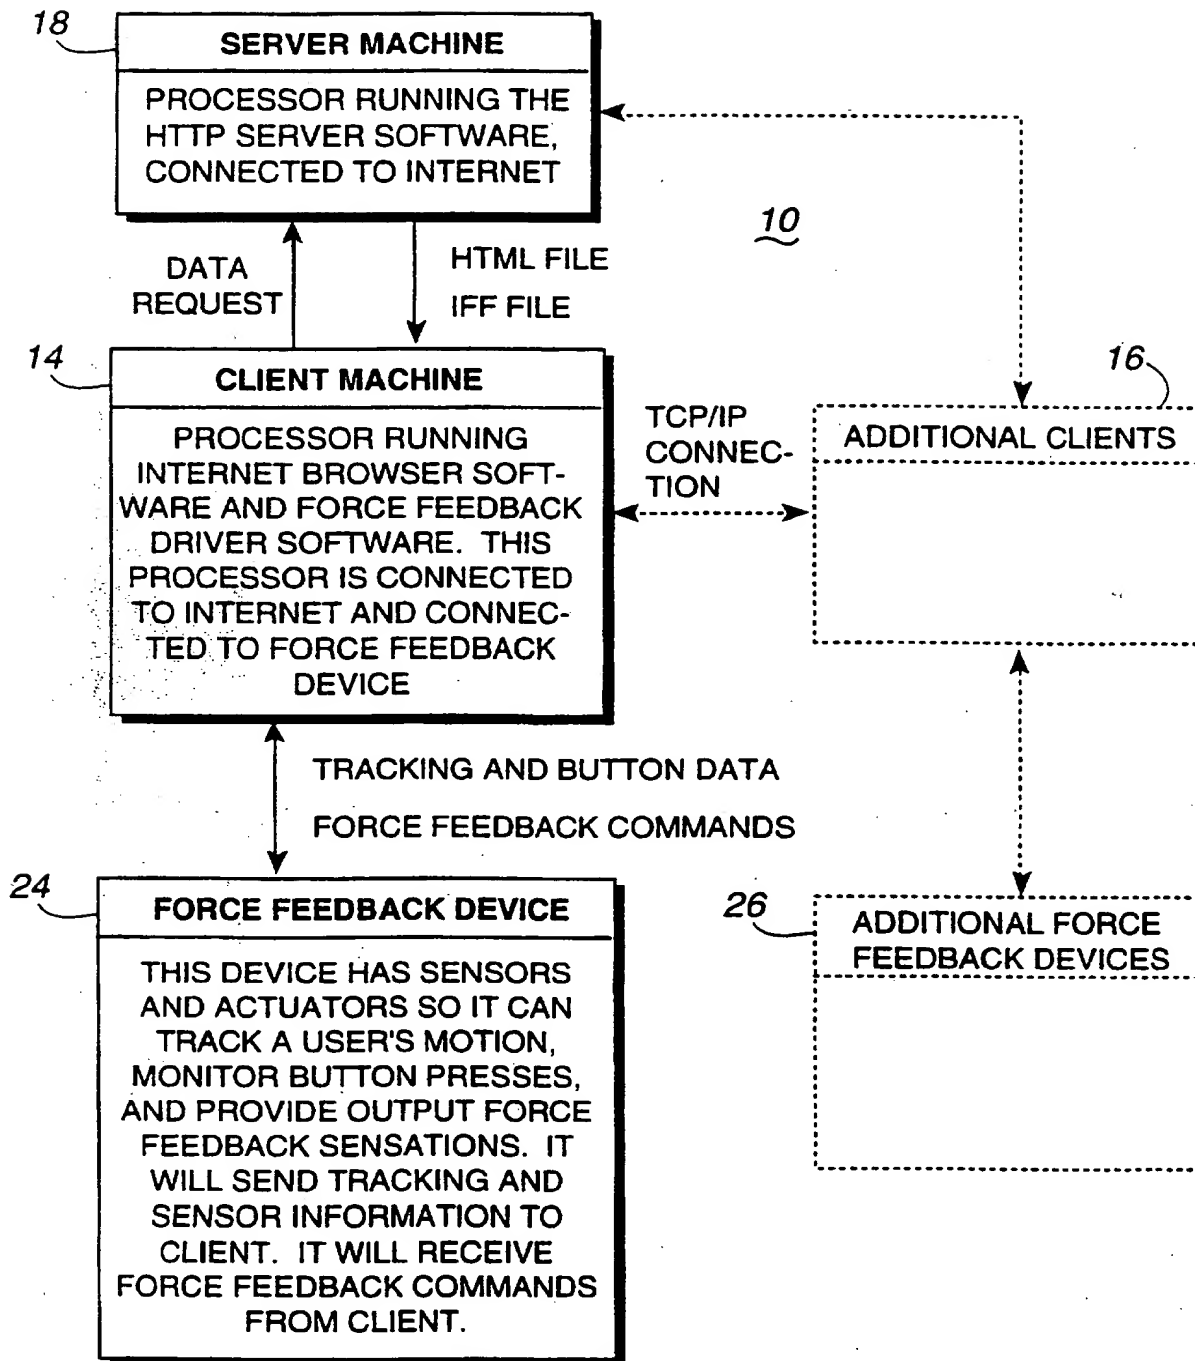 18
SERVER MACHINE
PROCESSOR RUNNING THE
HTTP SERVER SOFTWARE,
CONNECTED TO INTERNET
10
DATA
REQUEST
HTML FILE
IFF FILE
14
CLIENT MACHINE
PROCESSOR RUNNING
INTERNET BROWSER SOFT-
WARE AND FORCE FEEDBACK
DRIVER SOFTWARE. THIS
PROCESSOR IS CONNECTED
TO INTERNET AND CONNEC-
TED TO FORCE FEEDBACK
DEVICE
TCP/IP
CONNEC-
TION
16
ADDITIONAL CLIENTS
TRACKING AND BUTTON DATA
FORCE FEEDBACK COMMANDS
24
FORCE FEEDBACK DEVICE
THIS DEVICE HAS SENSORS
AND ACTUATORS SO IT CAN
TRACK A USER'S MOTION,
MONITOR BUTTON PRESSES,
AND PROVIDE OUTPUT FORCE
FEEDBACK SENSATIONS. IT
WILL SEND TRACKING AND
SENSOR INFORMATION TO
CLIENT. IT WILL RECEIVE
FORCE FEEDBACK COMMANDS
FROM CLIENT.
26
ADDITIONAL FORCE
FEEDBACK DEVICES